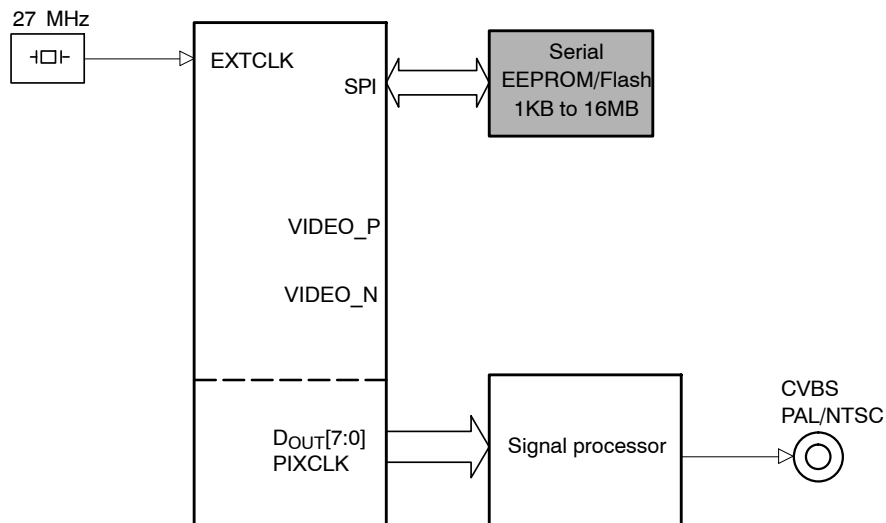 27 MHz
EXTCLK
SPI
Serial
EEPROM/Flash
1KB to 16MB
VIDEO_P
VIDEO_N
DOUT[7:0]
PIXCLK
Signal processor
CVBS
PAL/NTSC